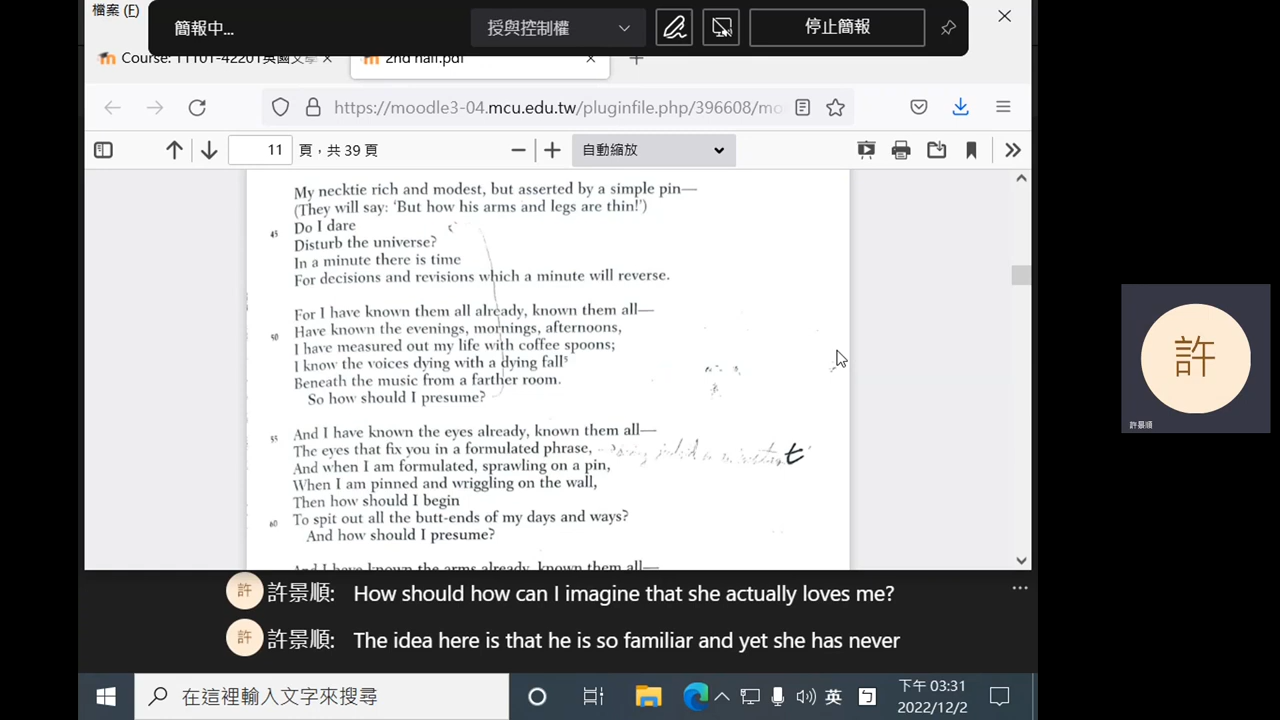 檔案 (F)
簡報中...
授與控制權
停止簡報
Course: 11101-42201英國文學
2nd half.pdf
https://moodle3-04.mcu.edu.tw/pluginfile.php/396608/mo
11 頁，共 39 頁
自動縮放
My necktie rich and modest, but asserted by a simple pin—
(They will say: ‘But how his arms and legs are thin!’)
45 Do I dare
Disturb the universe?
In a minute there is time
For decisions and revisions which a minute will reverse.
For I have known them all already, known them all—
50 Have known the evenings, mornings, afternoons,
I have measured out my life with coffee spoons;
I know the voices dying with a dying fall5
Beneath the music from a farther room.
So how should I presume?
55 And I have known the eyes already, known them all—
The eyes that fix you in a formulated phrase,
And when I am formulated, sprawling on a pin,
When I am pinned and wriggling on the wall,
Then how should I begin
60 To spit out all the butt-ends of my days and ways?
And how should I presume?
And I have known the arms already, known them all—
許
許景順
許 許景順: How should how can I imagine that she actually loves me?
許 許景順: The idea here is that he is so familiar and yet she has never
在這裡輸入文字來搜尋
英
下午 03:31
2022/12/2